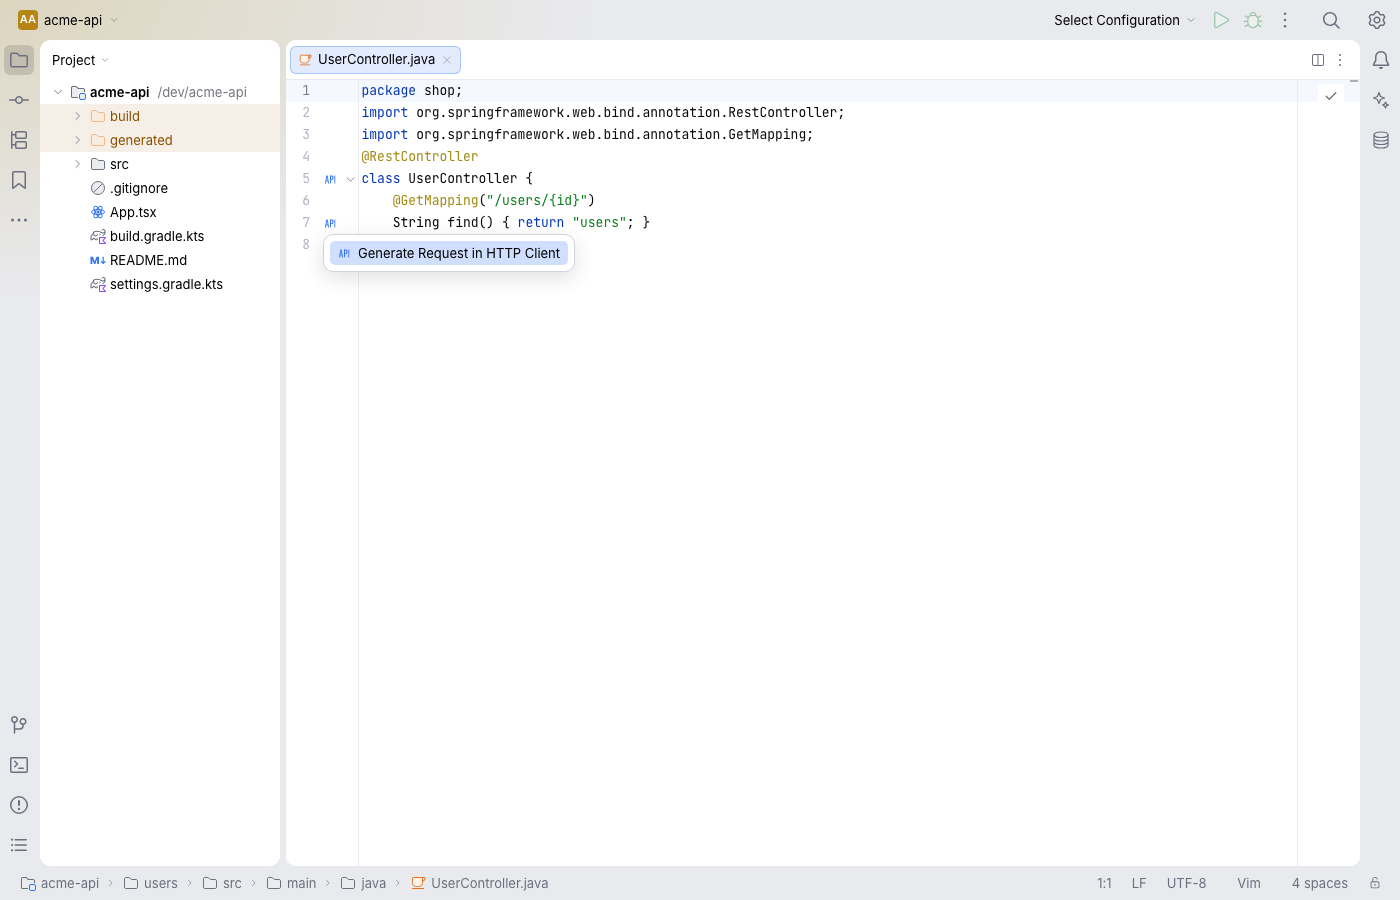 AA acme-api
Select Configuration
Project
UserController.java
acme-api /dev/acme-api
build
generated
src
.gitignore
App.tsx
build.gradle.kts
M↓ README.md
settings.gradle.kts
1 package shop;
2 import org.springframework.web.bind.annotation.RestController;
3 import org.springframework.web.bind.annotation.GetMapping;
4 @RestController
5 API class UserController {
6 @GetMapping("/users/{id}")
7 API String find() { return "users"; }
8
API Generate Request in HTTP Client
acme-api users src main java UserController.java
1:1 LF UTF-8 Vim 4 spaces